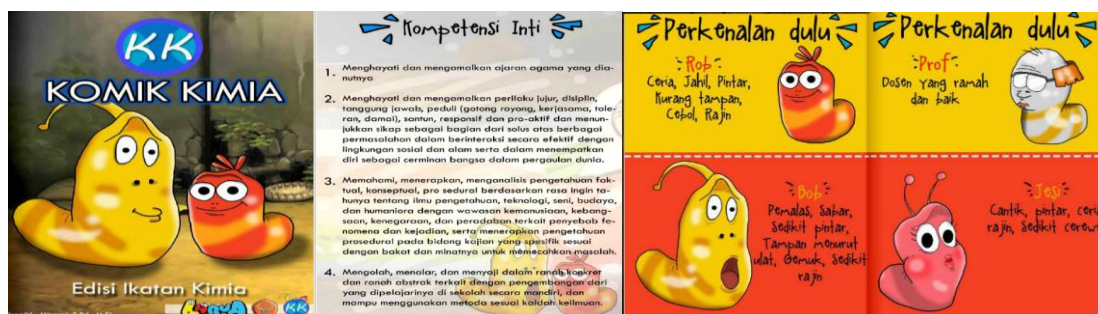 KK
KOMIK KIMIA
Edisi Ikatan Kimia
KK
Kompetensi Inti
1. Menghayati dan mengamalkan ajaran agama yang dia-
nutnya
2. Menghayati dan mengamalkan perilaku jujur, disiplin,
tanggung jawab, peduli (gotong royong, kerjasama, tole-
ran, damai), santun, responsif dan pro-aktif dan menun-
jukkan sikap sebagai bagian dari solus atas berbagai
permasalahan dalam berinteraksi secara efektif dengan
lingkungan sosial dan alam serta dalam menempatkan
diri sebagai cerminan bangsa dalam pergaulan dunia.
3. Memahami, menerapkan, menganalisis pengetahuan fak-
tual, konseptual, pro sedural berdasarkan rasa ingin ta-
hunya tentang ilmu pengetahuan, teknologi, seni, budaya,
dan humaniora dengan wawasan kemanusiaan, kebang-
saan, kenegaraan, dan peradaban terkait penyebab fe-
nomena dan kejadian, serta menerapkan pengetahuan
prosedural pada bidang kajian yang spesifik sesuai
dengan bakat dan minatnya untuk memecahkan masalah.
4. Mengolah, menalar, dan menyaji dalam ranah konkret
dan ranah abstrak terkait dengan pengembangan dari
yang dipelajarinya di sekolah secara mandiri, dan
mampu menggunakan metoda sesuai kaidah keilmuan.
Perkenalan dulu
Rob
Ceria, Jahil, Pintar,
Kurang tampan,
Cebol, Rajin
Bob
Pemalas, Sabar,
Sedikit pintar,
Tampan menurut
ulat, Gemuk, Sedikit
rajin
Perkenalan dulu
Prof
Dosen yang ramah
dan baik
Jesi
Cantik, pintar, ceri
rajin, Sedikit cerew